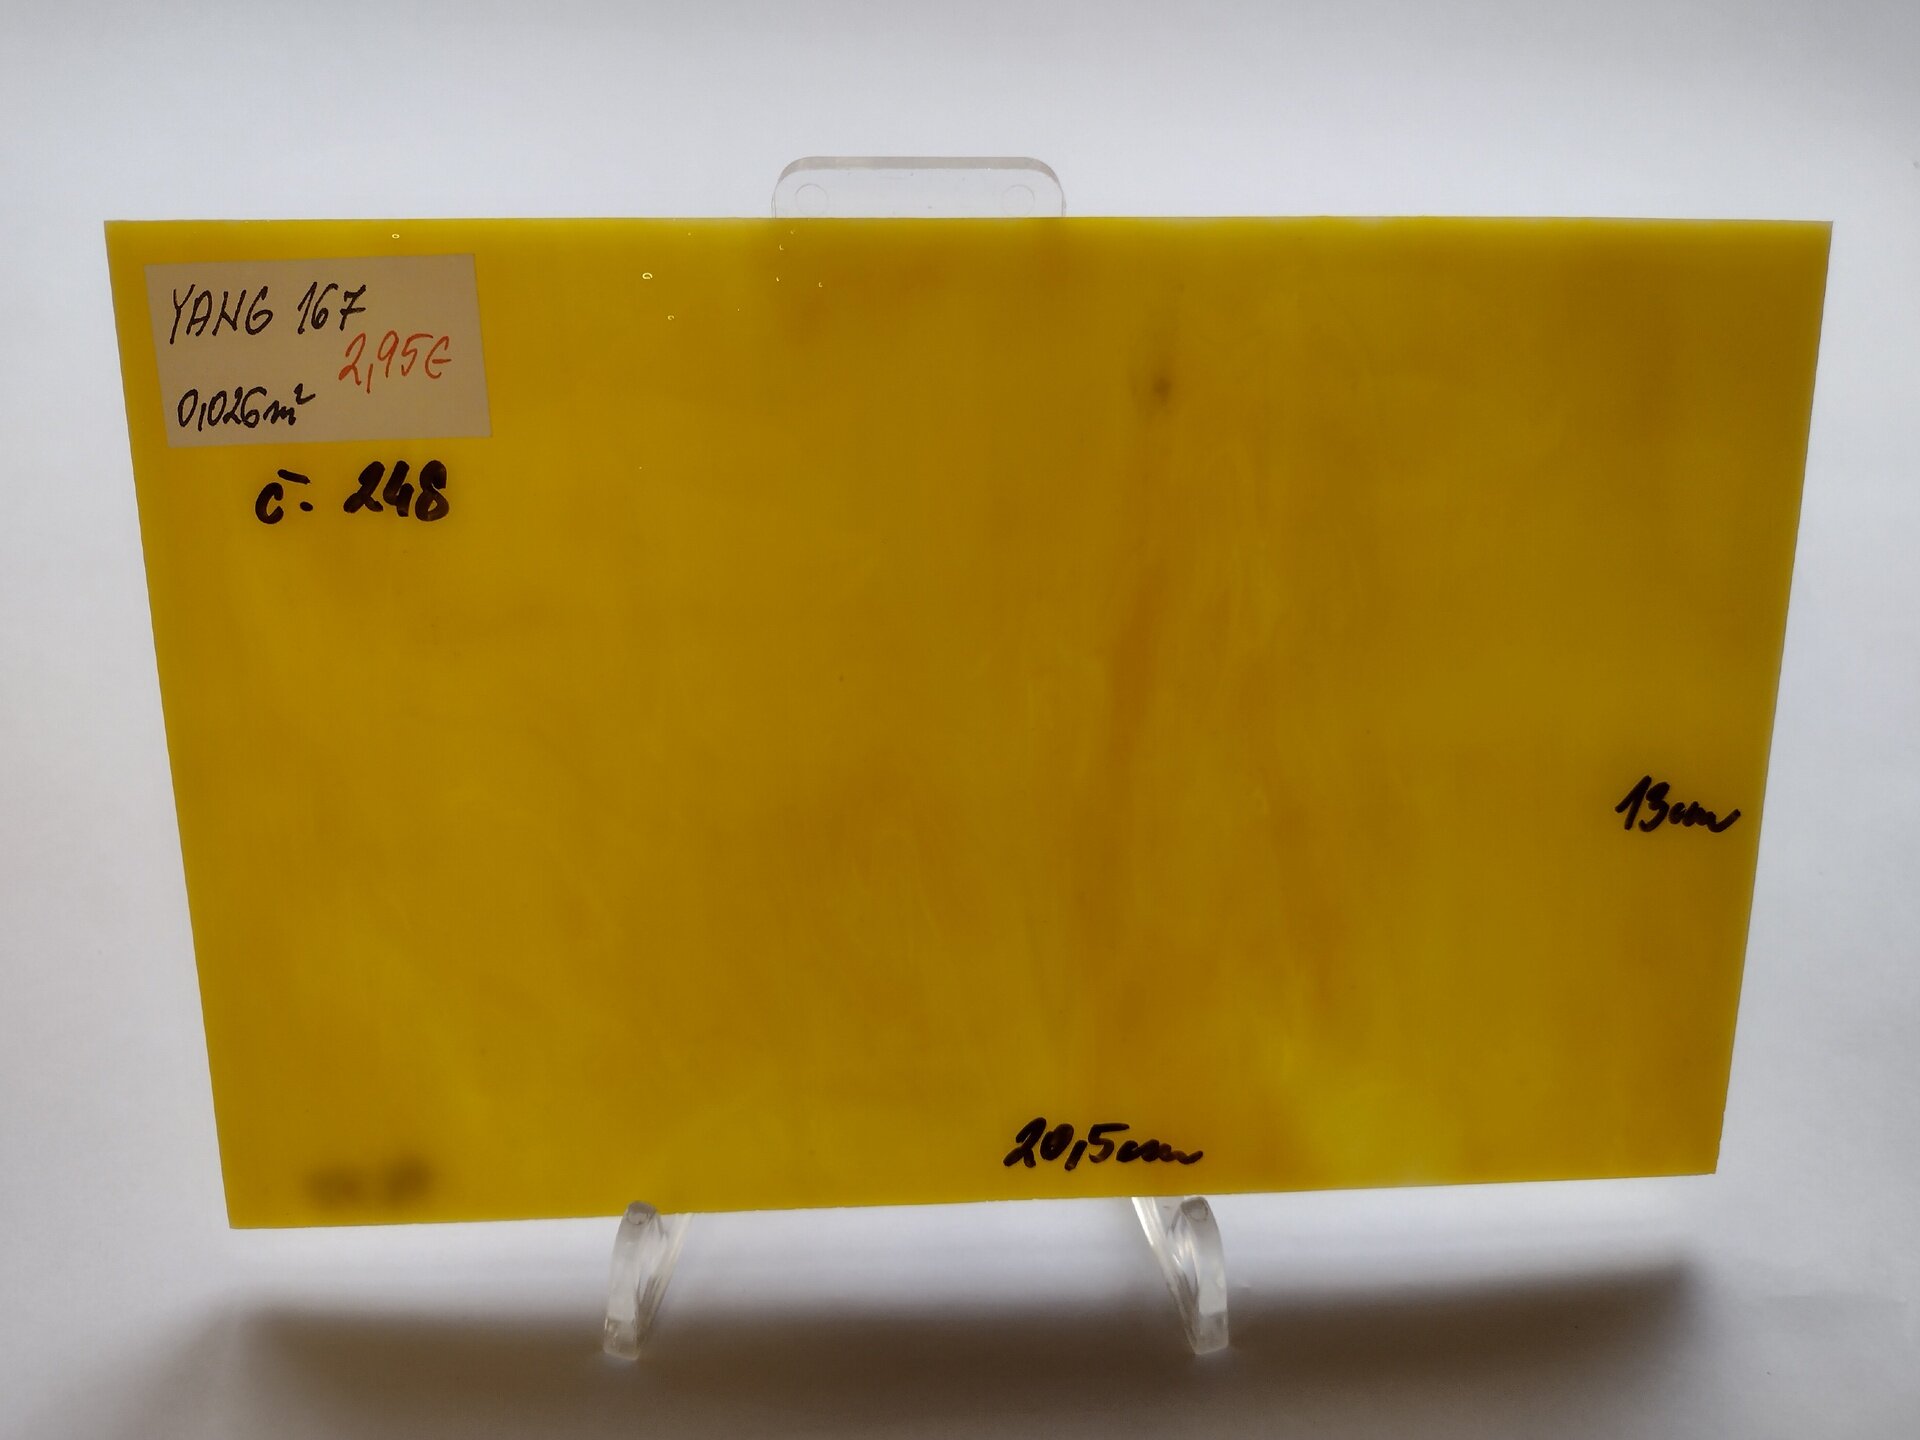 YANG 167
2,95€
0,026m²
č. 248
13cm
20,5cm